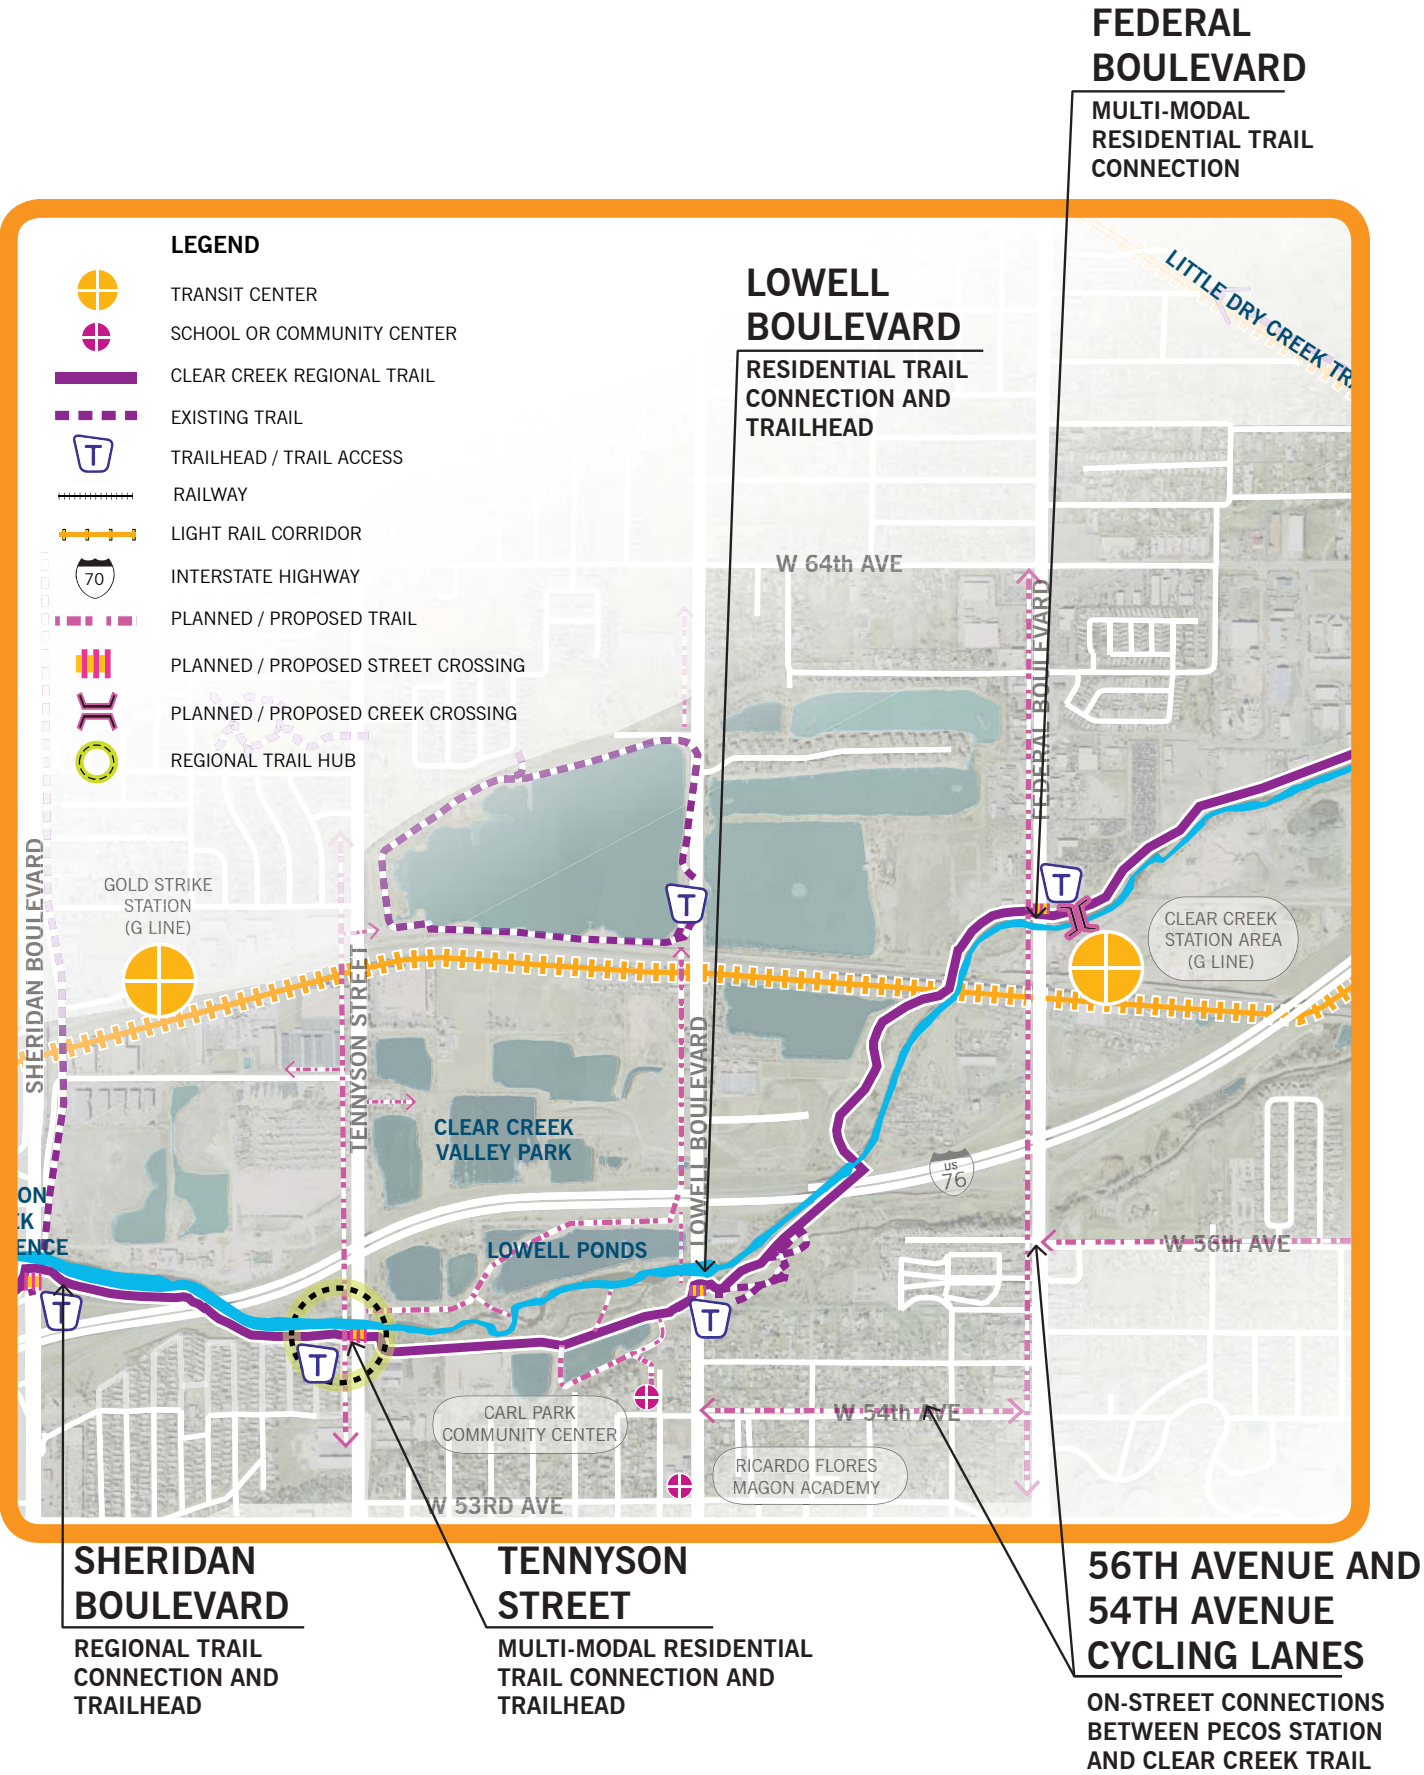 FEDERAL
BOULEVARD
MULTI-MODAL
RESIDENTIAL TRAIL
CONNECTION
LEGEND
TRANSIT CENTER
SCHOOL OR COMMUNITY CENTER
CLEAR CREEK REGIONAL TRAIL
EXISTING TRAIL
T
TRAILHEAD / TRAIL ACCESS
RAILWAY
LIGHT RAIL CORRIDOR
70
INTERSTATE HIGHWAY
PLANNED / PROPOSED TRAIL
PLANNED / PROPOSED STREET CROSSING
PLANNED / PROPOSED CREEK CROSSING
REGIONAL TRAIL HUB
LOWELL
BOULEVARD
RESIDENTIAL TRAIL
CONNECTION AND
TRAILHEAD
LITTLE DRY CREEK TRA
W 64th AVE
FEDERAL BOULEVARD
SHERIDAN BOULEVARD
GOLD STRIKE
STATION
(G LINE)
T
T
CLEAR CREEK
STATION AREA
(G LINE)
TENNYSON STREET
LOWELL BOULEVARD
CLEAR CREEK
VALLEY PARK
US
76
ON
EK
ENCE
LOWELL PONDS
W 56th AVE
T
T
T
CARL PARK
COMMUNITY CENTER
W 54th AVE
RICARDO FLORES
MAGON ACADEMY
W 53RD AVE
SHERIDAN
BOULEVARD
REGIONAL TRAIL
CONNECTION AND
TRAILHEAD
TENNYSON
STREET
MULTI-MODAL RESIDENTIAL
TRAIL CONNECTION AND
TRAILHEAD
56TH AVENUE AND
54TH AVENUE
CYCLING LANES
ON-STREET CONNECTIONS
BETWEEN PECOS STATION
AND CLEAR CREEK TRAIL